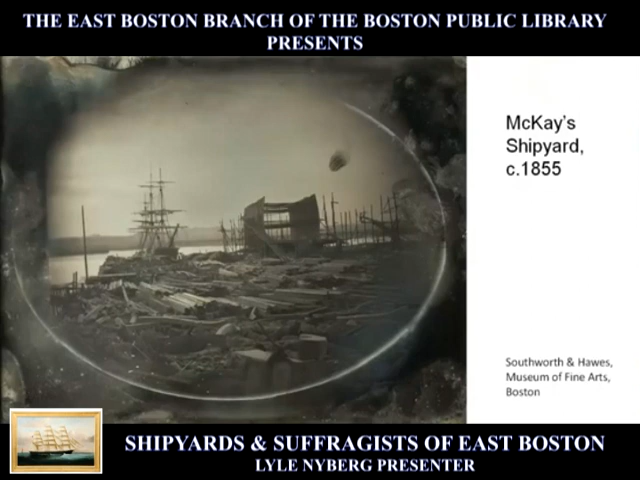 THE EAST BOSTON BRANCH OF THE BOSTON PUBLIC LIBRARY
PRESENTS
McKay's
Shipyard,
c.1855
Southworth & Hawes,
Museum of Fine Arts,
Boston
SHIPYARDS & SUFFRAGISTS OF EAST BOSTON
LYLE NYBERG PRESENTER